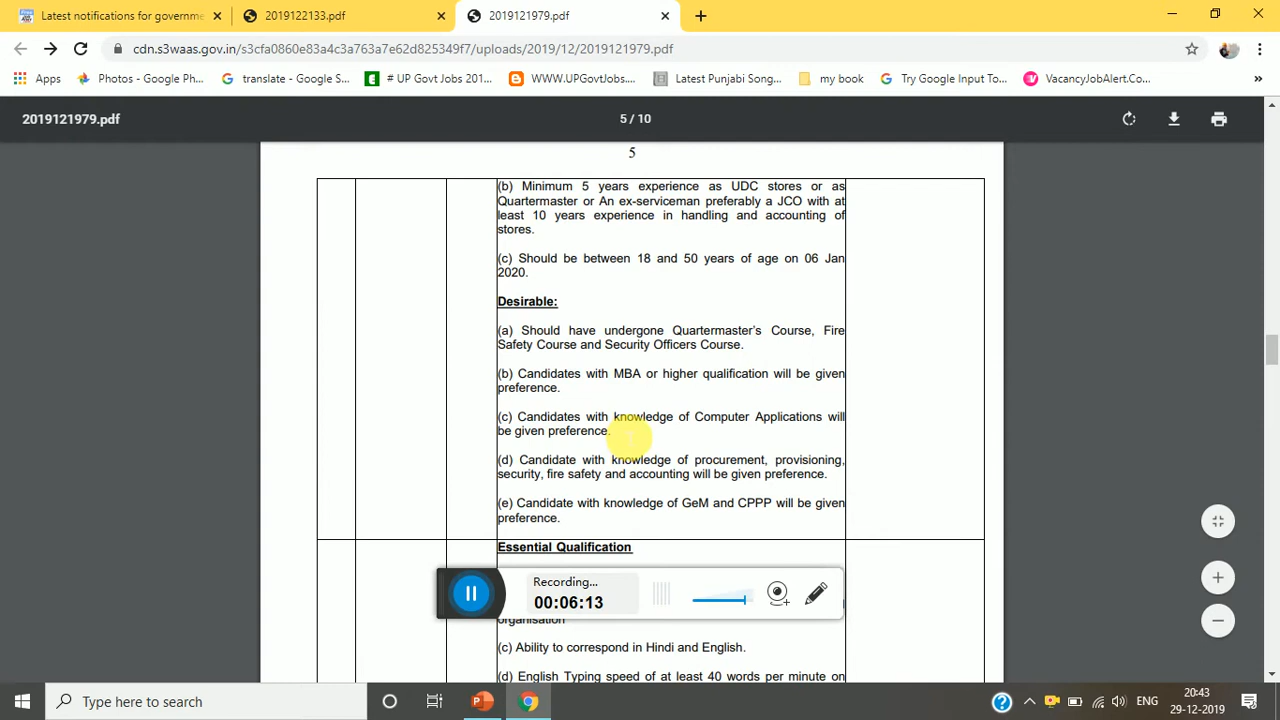 Latest notifications for governme
2019122133.pdf
2019121979.pdf
cdn.s3waas.gov.in/s3cfa0860e83a4c3a763a7e62d825349f7/uploads/2019/12/2019121979.pdf
Apps
Photos - Google Ph...
translate - Google S...
# UP Govt Jobs 201...
WWW.UPGovtJobs....
Latest Punjabi Song...
my book
Try Google Input To...
VacancyJobAlert.Co...
2019121979.pdf
5 / 10
5
(b) Minimum 5 years experience as UDC stores or as
Quartermaster or An ex-serviceman preferably a JCO with at
least 10 years experience in handling and accounting of
stores.
(c) Should be between 18 and 50 years of age on 06 Jan
2020.
Desirable:
(a) Should have undergone Quartermaster's Course, Fire
Safety Course and Security Officers Course.
(b) Candidates with MBA or higher qualification will be given
preference.
(c) Candidates with knowledge of Computer Applications will
be given preference.
(d) Candidate with knowledge of procurement, provisioning,
security, fire safety and accounting will be given preference.
(e) Candidate with knowledge of GeM and CPPP will be given
preference.
Essential Qualification
Recording...
00:06:13
organisation
(c) Ability to correspond in Hindi and English.
(d) English Typing speed of at least 40 words per minute on
Type here to search
ENG
20:43
29-12-2019